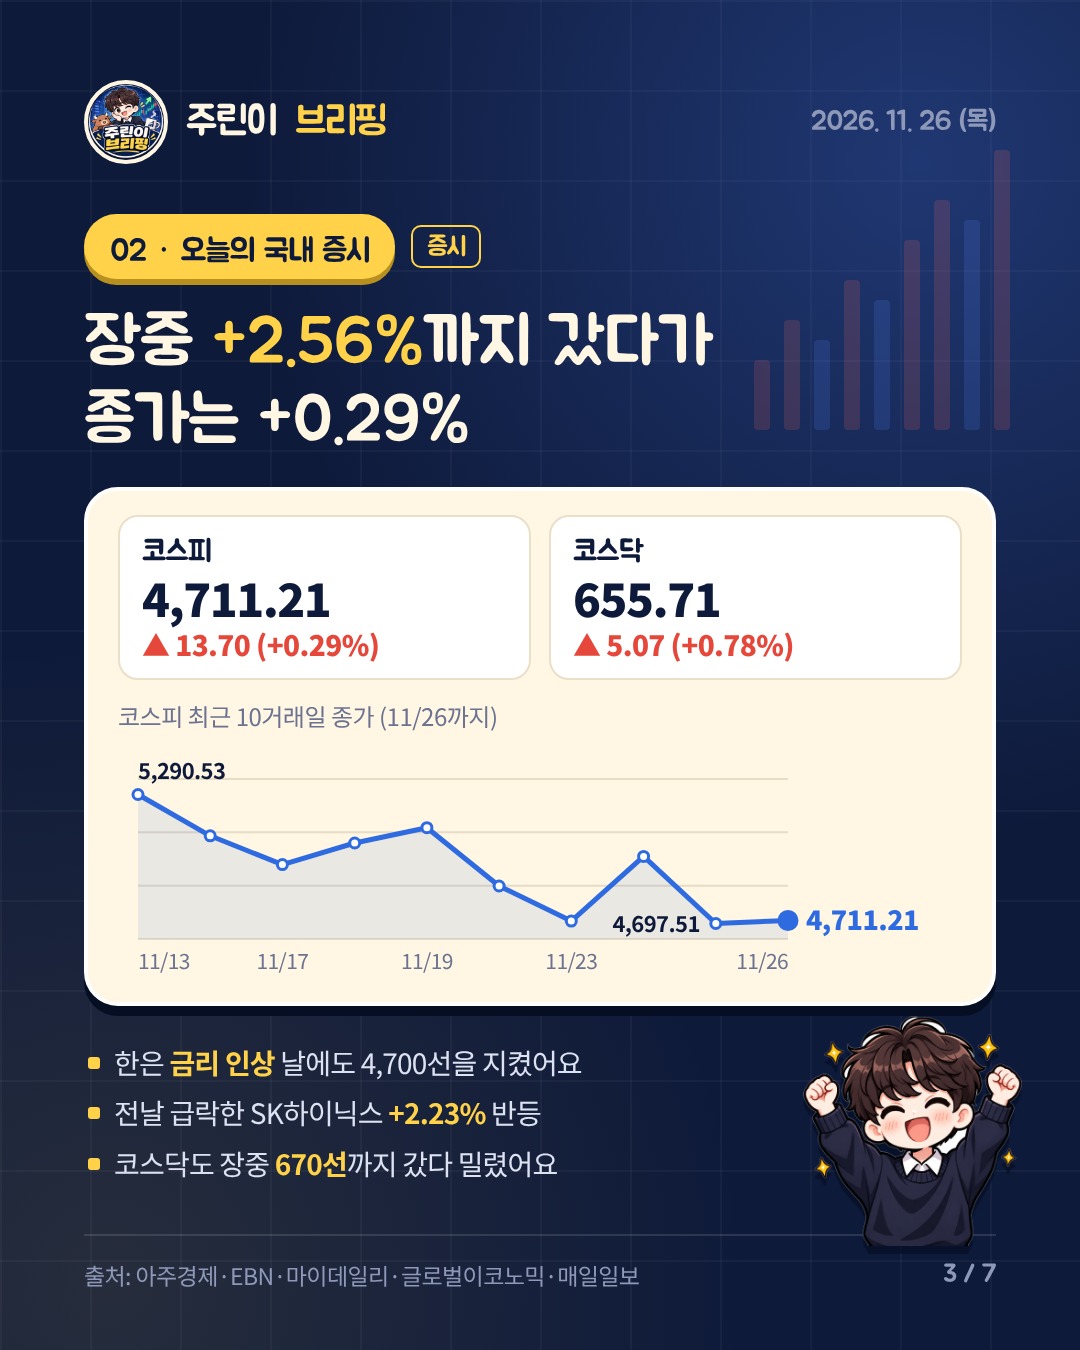 주린이
브리핑
주린이 브리핑
2026. 11. 26 (목)
02 · 오늘의 국내 증시
증시
장중 +2.56%까지 갔다가
종가는 +0.29%
코스피
4,711.21
▲ 13.70 (+0.29%)
코스닥
655.71
▲ 5.07 (+0.78%)
코스피 최근 10거래일 종가 (11/26까지)
5,290.53
4,697.51
4,711.21
11/13 11/17 11/19 11/23 11/26
한은 금리 인상 날에도 4,700선을 지켰어요
전날 급락한 SK하이닉스 +2.23% 반등
코스닥도 장중 670선까지 갔다 밀렸어요
출처: 아주경제·EBN·마이데일리·글로벌이코노믹·매일일보
3 / 7